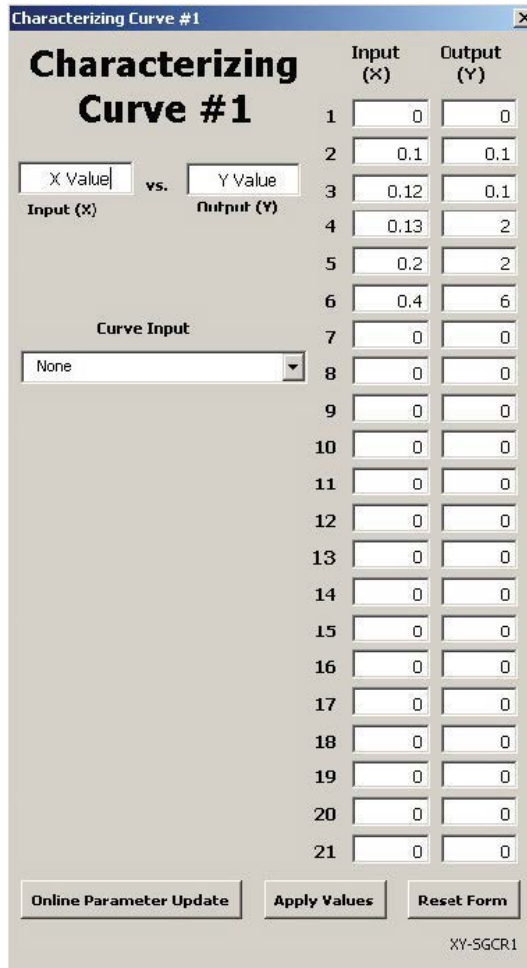 Characterizing Curve #1
Characterizing
Curve #1
X Value vs. Y Value
Input (X) Output (Y)
Curve Input
None
Input (X) Output (Y)
1 0 0
2 0.1 0.1
3 0.12 0.1
4 0.13 2
5 0.2 2
6 0.4 6
7 0 0
8 0 0
9 0 0
10 0 0
11 0 0
12 0 0
13 0 0
14 0 0
15 0 0
16 0 0
17 0 0
18 0 0
19 0 0
20 0 0
21 0 0
Online Parameter Update Apply Values Reset Form
XY-SGCR1